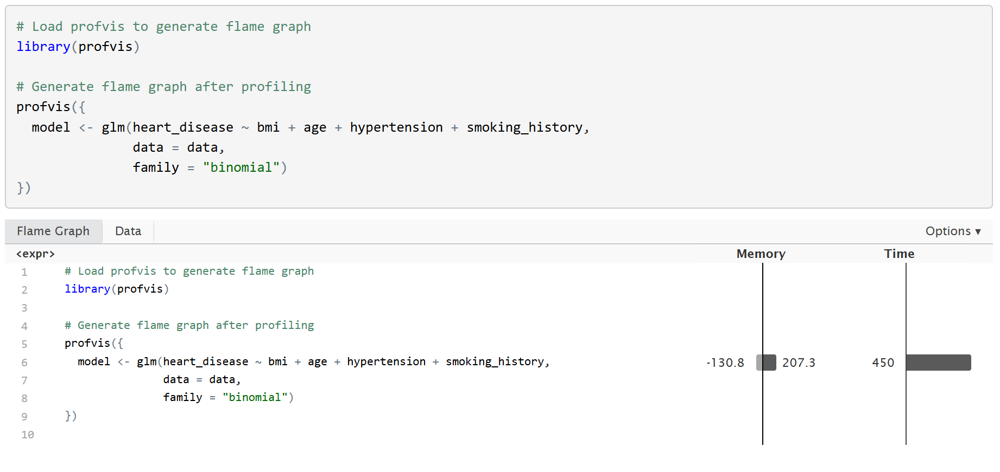 # Load profvis to generate flame graph
library(profvis)
# Generate flame graph after profiling
profvis({
  model <- glm(heart_disease ~ bmi + age + hypertension + smoking_history,
               data = data,
               family = "binomial")
})
Flame Graph Data Options ▼
<expr> Memory Time
1 # Load profvis to generate flame graph
2 library(profvis)
3
4 # Generate flame graph after profiling
5 profvis({
6   model <- glm(heart_disease ~ bmi + age + hypertension + smoking_history, -130.8 207.3 450
7                data = data,
8                family = "binomial")
9 })
10